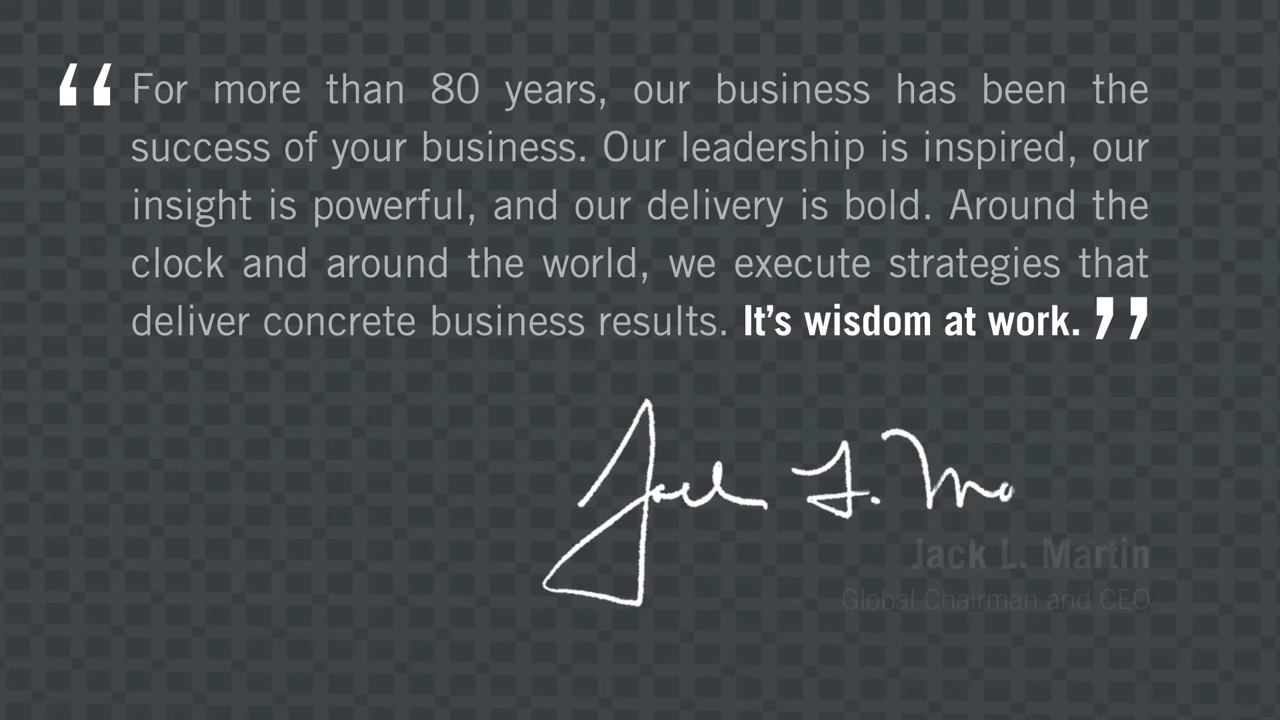 “For more than 80 years, our business has been the
success of your business. Our leadership is inspired, our
insight is powerful, and our delivery is bold. Around the
clock and around the world, we execute strategies that
deliver concrete business results. It’s wisdom at work.”
Jack L. Ma
Jack L. Martin
Global Chairman and CEO